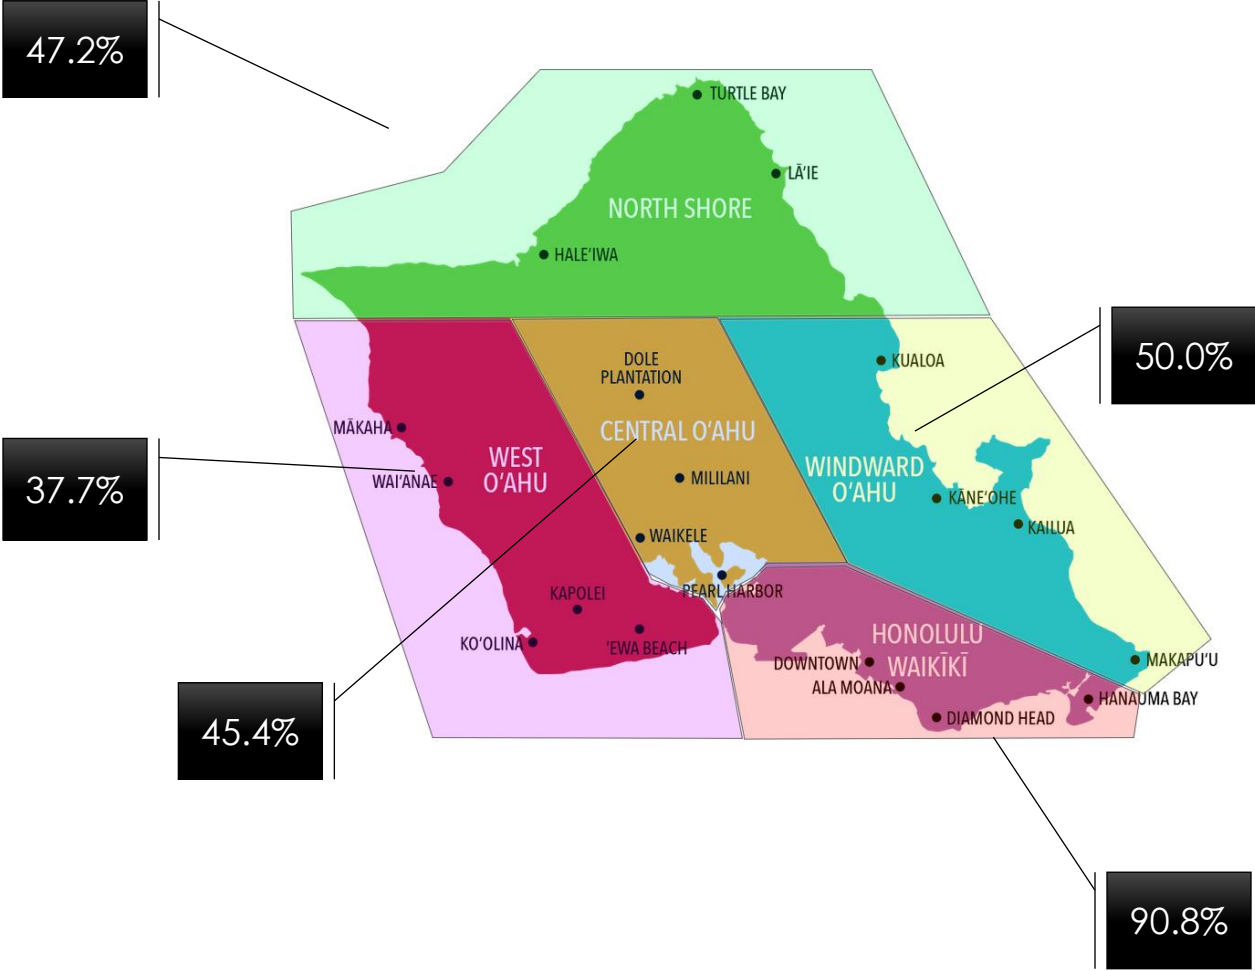 47.2%
TURTLE BAY
LĀ‘IE
NORTH SHORE
HALE‘IWA
50.0%
KUALOA
DOLE
PLANTATION
CENTRAL O‘AHU
MĀKAHA
WEST
O‘AHU
WAI‘ANAE
37.7%
MILILANI
WINDWARD
O‘AHU
KĀNE‘OHE
KAILUA
WAIKELE
PEARL HARBOR
KAPOLEI
KO‘OLINA
‘EWA BEACH
HONOLULU
WAIKĪKĪ
DOWNTOWN
ALA MOANA
DIAMOND HEAD
MAKAPU‘U
HANAUMA BAY
45.4%
90.8%